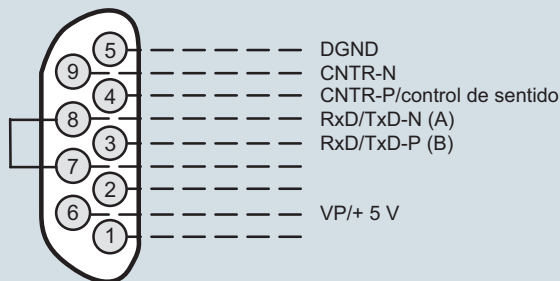 5 DGND
9 CNTR-N
4 CNTR-P/control de sentido
8 RxD/TxD-N (A)
3 RxD/TxD-P (B)
7
2
6 VP/+ 5 V
1